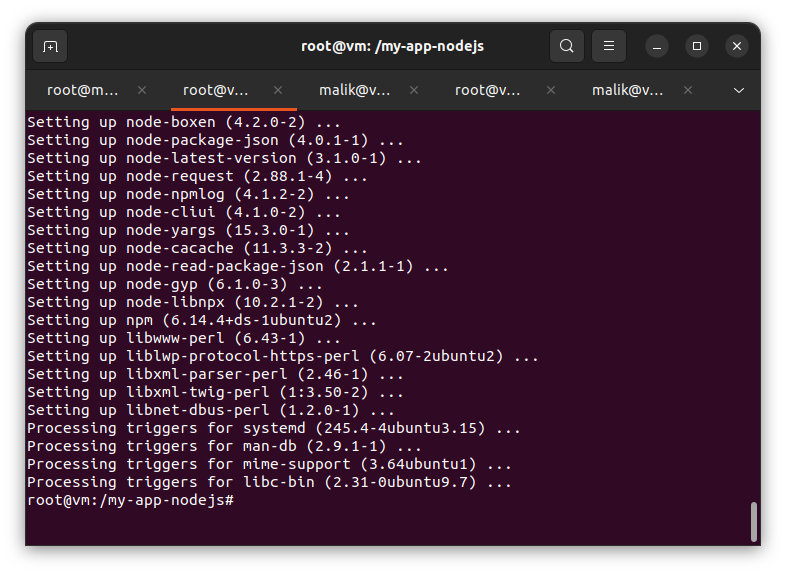 root@vm: /my-app-nodejs
root@m... root@v... malik@v... root@v... malik@v...
Setting up node-boxen (4.2.0-2) ...
Setting up node-package-json (4.0.1-1) ...
Setting up node-latest-version (3.1.0-1) ...
Setting up node-request (2.88.1-4) ...
Setting up node-npmlog (4.1.2-2) ...
Setting up node-cliui (4.1.0-2) ...
Setting up node-yargs (15.3.0-1) ...
Setting up node-cacache (11.3.3-2) ...
Setting up node-read-package-json (2.1.1-1) ...
Setting up node-gyp (6.1.0-3) ...
Setting up node-libnpx (10.2.1-2) ...
Setting up npm (6.14.4+ds-1ubuntu2) ...
Setting up libwww-perl (6.43-1) ...
Setting up liblwp-protocol-https-perl (6.07-2ubuntu2) ...
Setting up libxml-parser-perl (2.46-1) ...
Setting up libxml-twig-perl (1:3.50-2) ...
Setting up libnet-dbus-perl (1.2.0-1) ...
Processing triggers for systemd (245.4-4ubuntu3.15) ...
Processing triggers for man-db (2.9.1-1) ...
Processing triggers for mime-support (3.64ubuntu1) ...
Processing triggers for libc-bin (2.31-0ubuntu9.7) ...
root@vm:/my-app-nodejs#